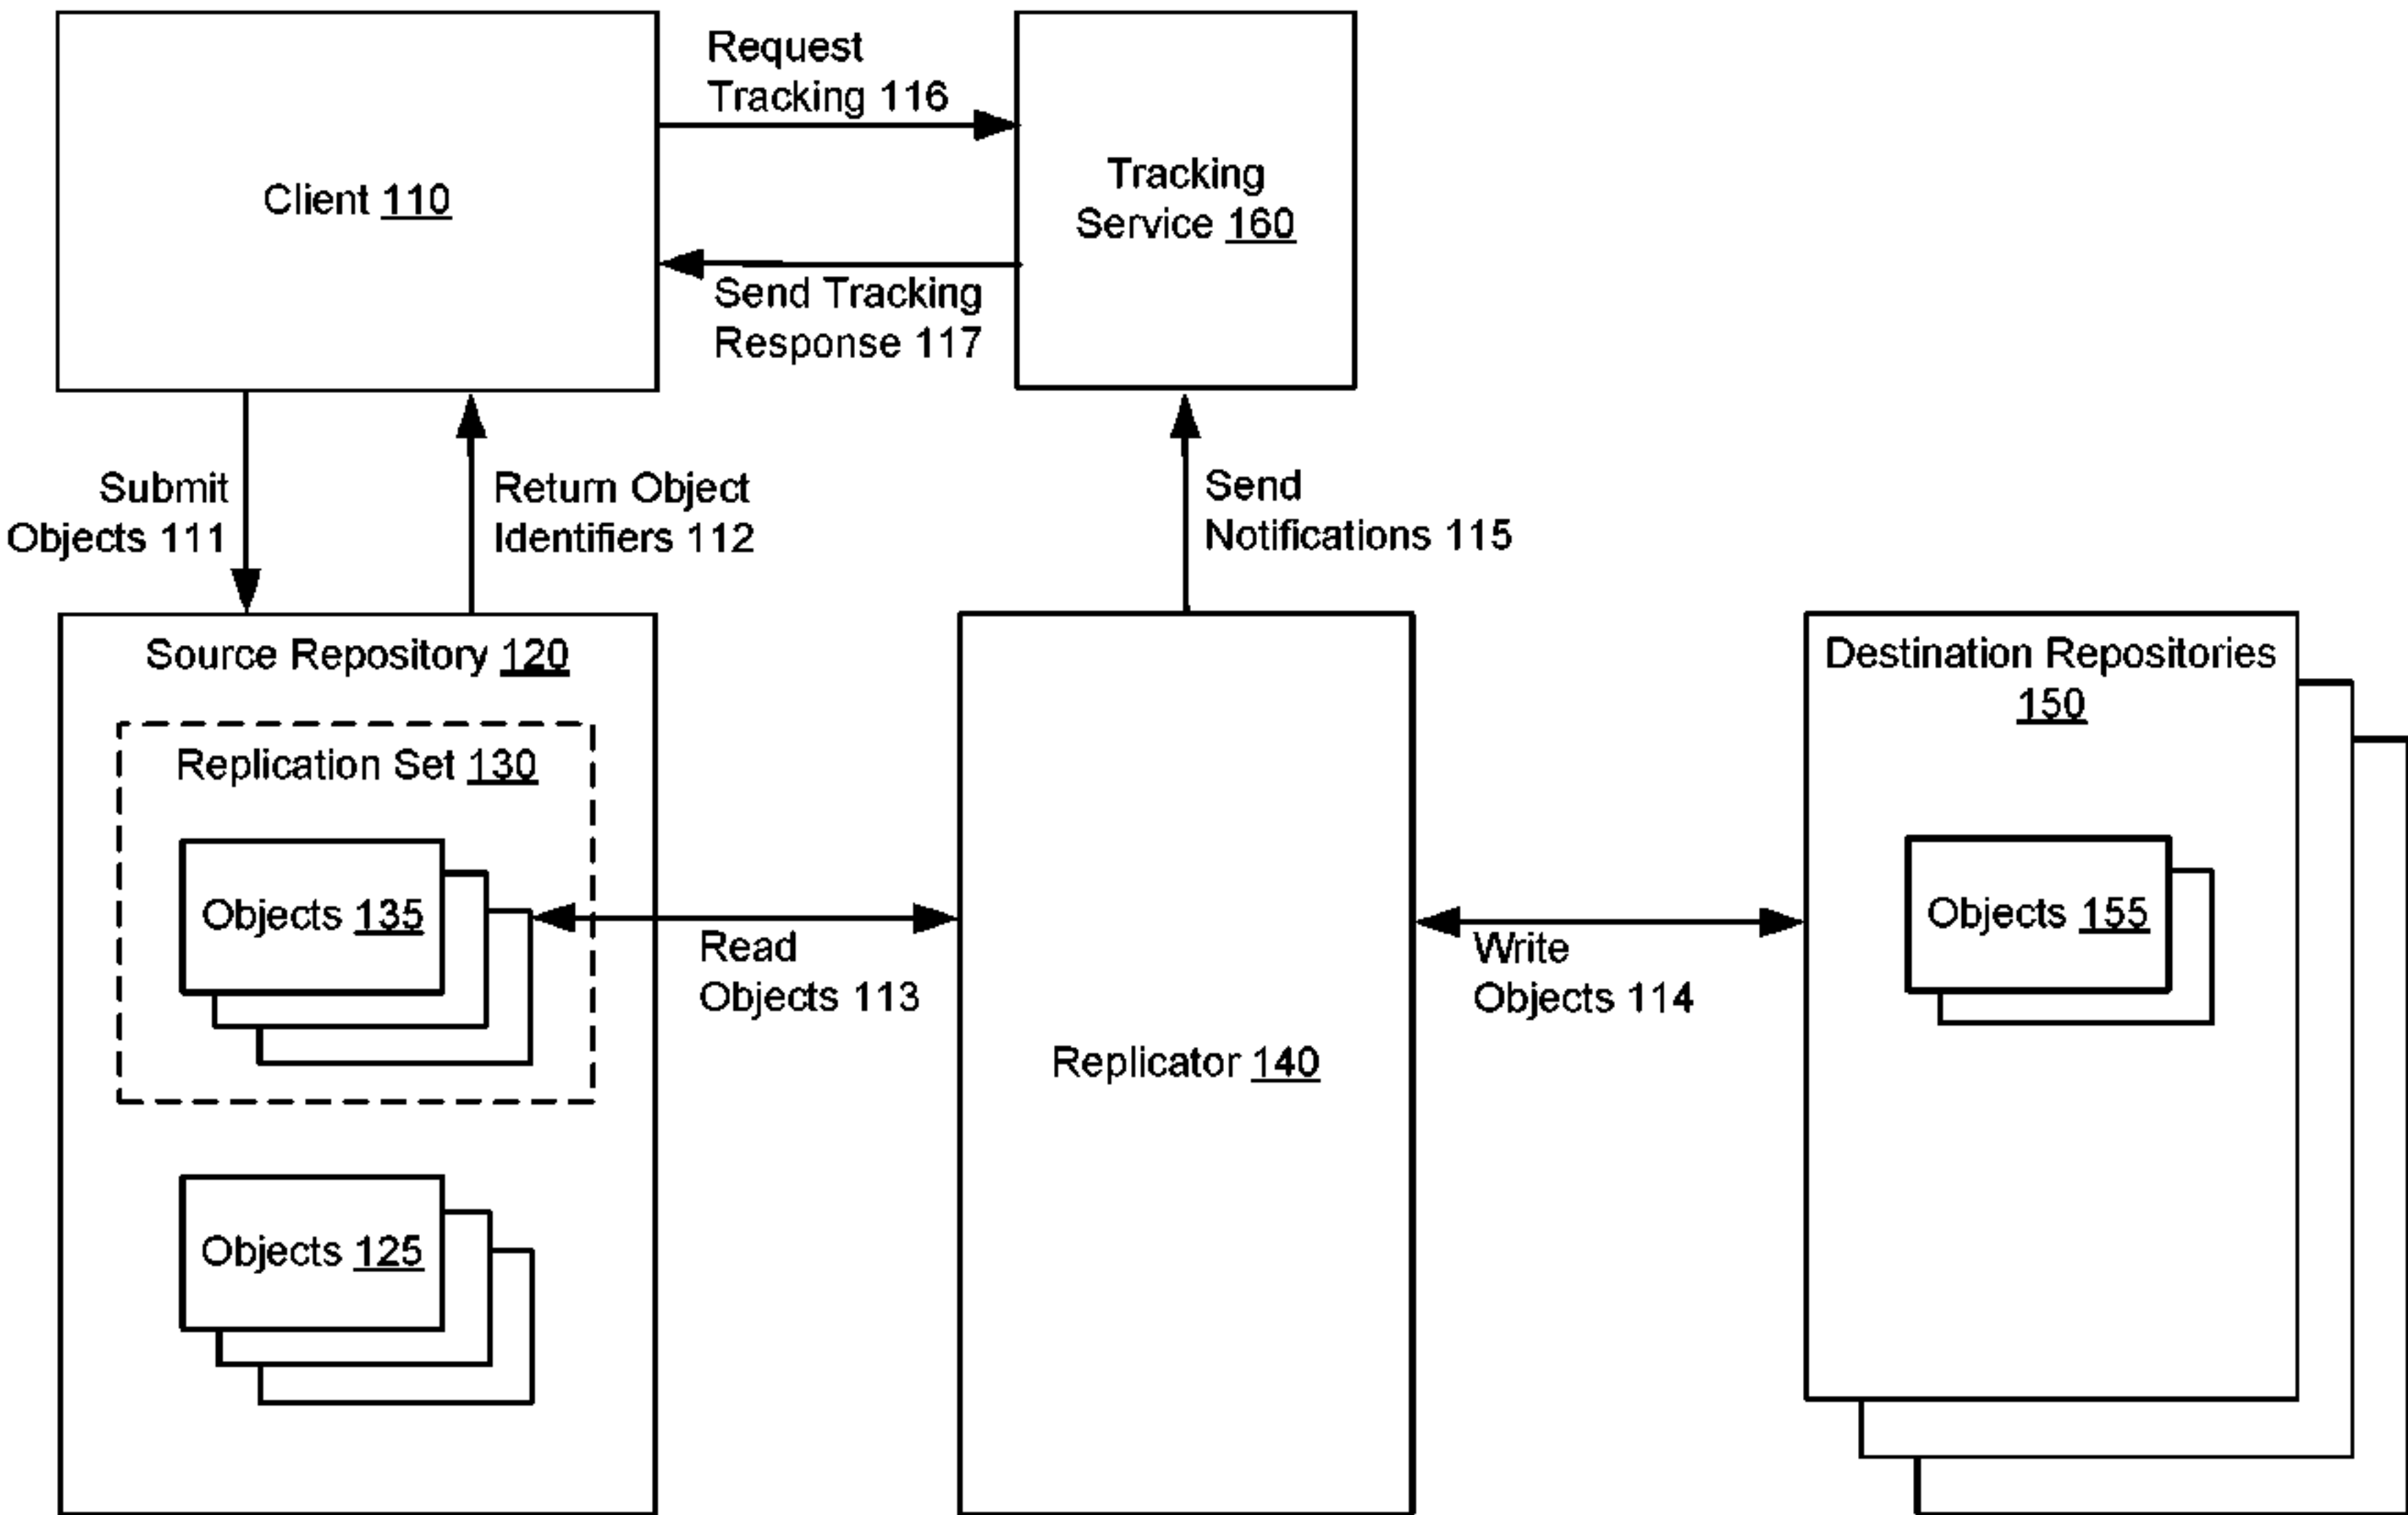 Request
Tracking 116
Client 110
Tracking
Service 160
Send Tracking
Response 117
Submit
Objects 111
Return Object
Identifiers 112
Send
Notifications 115
Source Repository 120
Replication Set 130
Objects 135
Objects 125
Read
Objects 113
Replicator 140
Write
Objects 114
Destination Repositories
150
Objects 155